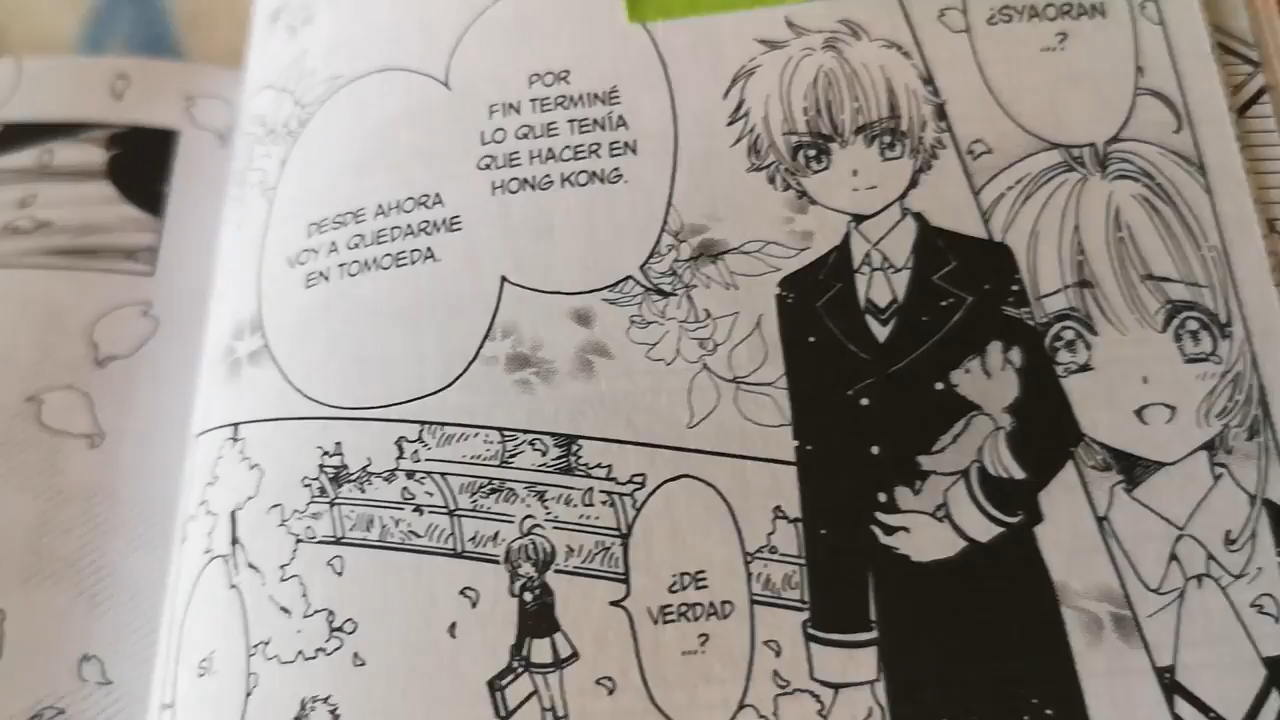 ¿SYAORAN
...?
POR
FIN TERMINÉ
LO QUE TENÍA
QUE HACER EN
HONG KONG.
DESDE AHORA
VOY A QUEDARME
EN TOMOEDA.
¿DE
VERDAD
...?
SÍ.